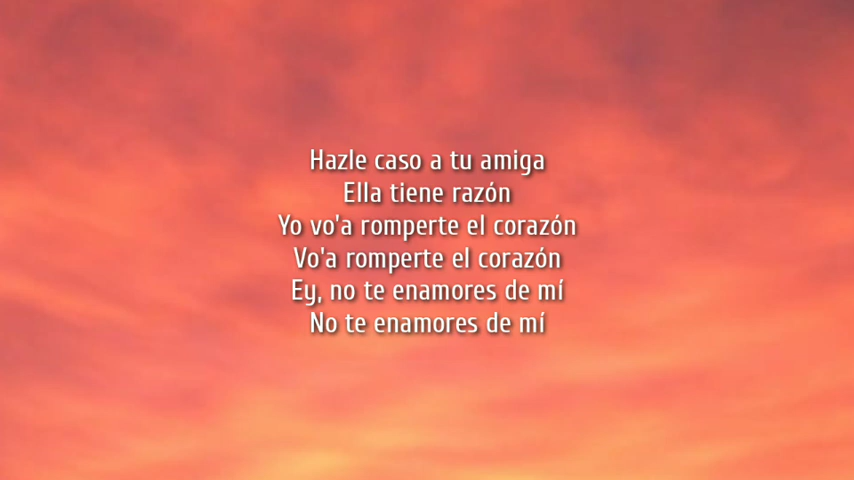 Hazle caso a tu amiga
Ella tiene razón
Yo vo'a romperte el corazón
Vo'a romperte el corazón
Ey, no te enamores de mí
No te enamores de mí